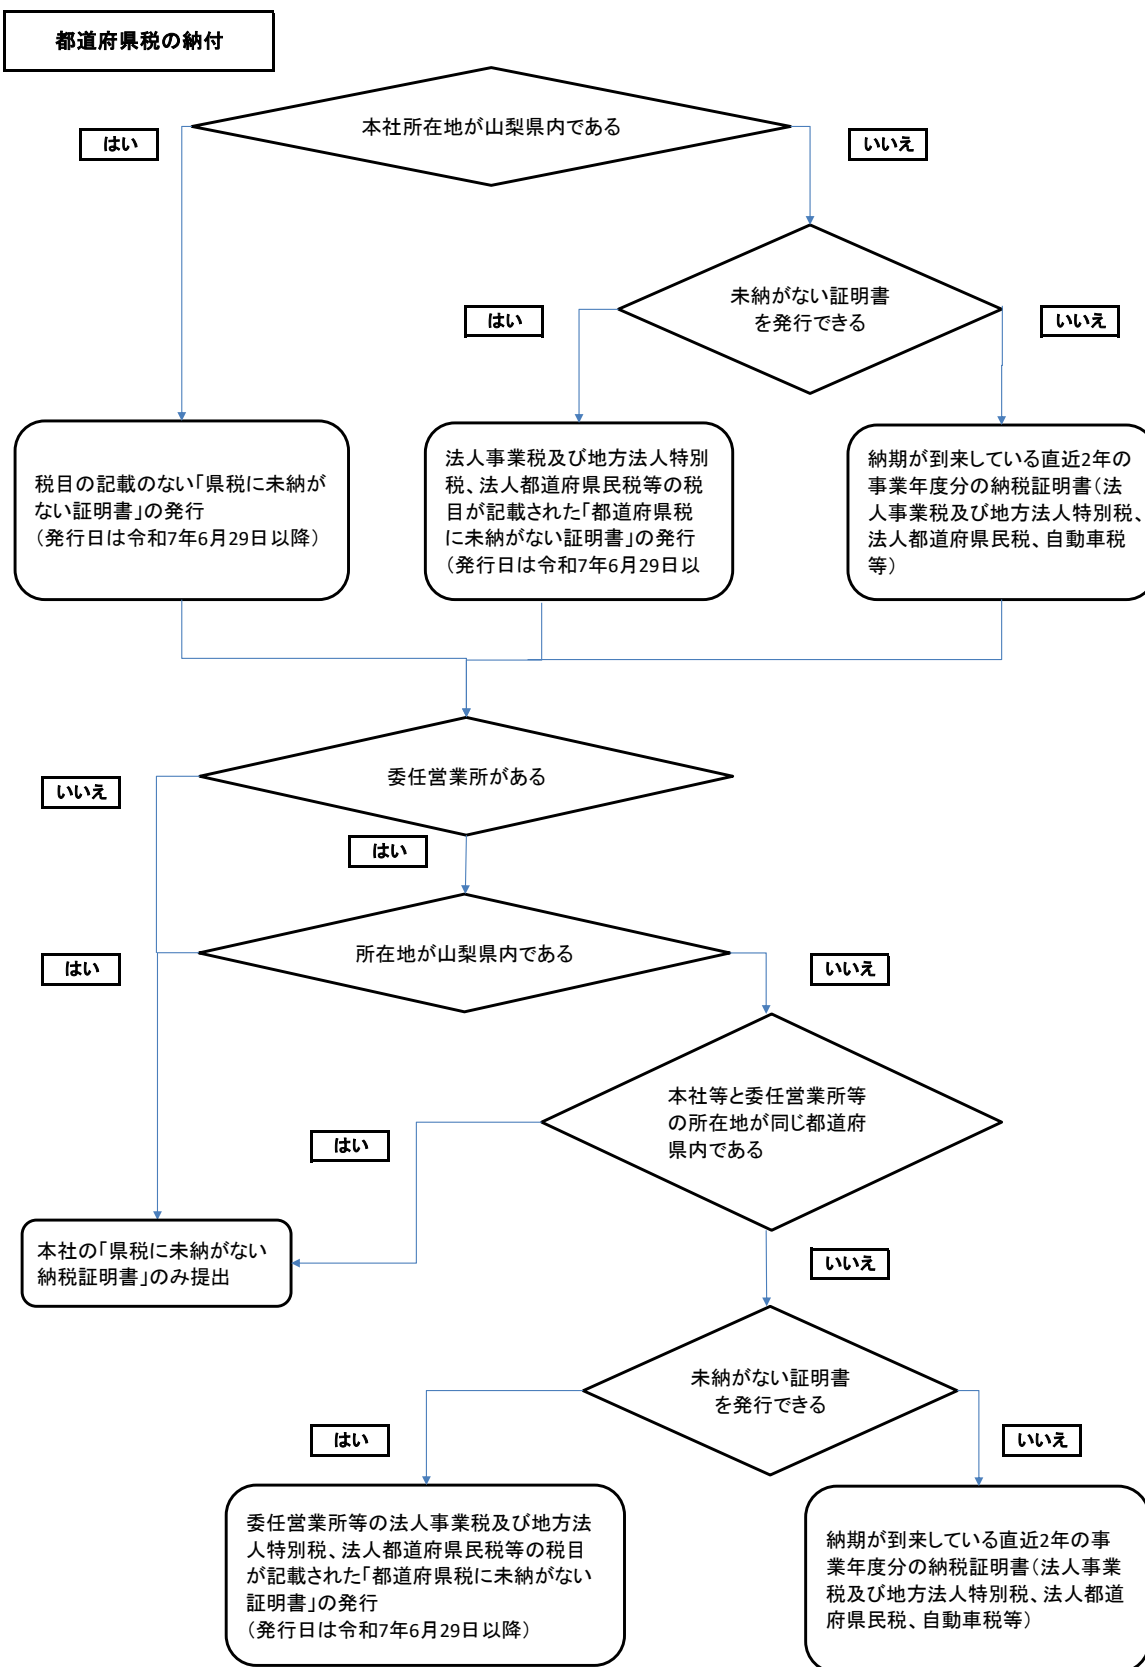 都道府県税の納付
本社所在地が山梨県内である
はい
いいえ
未納がない証明書
を発行できる
はい
いいえ
税目の記載のない「県税に未納が
ない証明書」の発行
（発行日は令和7年6月29日以降）
法人事業税及び地方法人特別
税、法人都道府県民税等の税
目が記載された「都道府県税
に未納がない証明書」の発行
（発行日は令和7年6月29日以
納期が到来している直近2年の
事業年度分の納税証明書（法
人事業税及び地方法人特別税、
法人都道府県民税、自動車税
等）
委任営業所がある
いいえ
はい
所在地が山梨県内である
はい
いいえ
本社等と委任営業所等
の所在地が同じ都道府
県内である
はい
本社の「県税に未納がない
納税証明書」のみ提出
いいえ
未納がない証明書
を発行できる
はい
いいえ
委任営業所等の法人事業税及び地方法
人特別税、法人都道府県民税等の税目
が記載された「都道府県税に未納がない
証明書」の発行
（発行日は令和7年6月29日以降）
納期が到来している直近2年の事
業年度分の納税証明書（法人事業
税及び地方法人特別税、法人都道
府県民税、自動車税等）